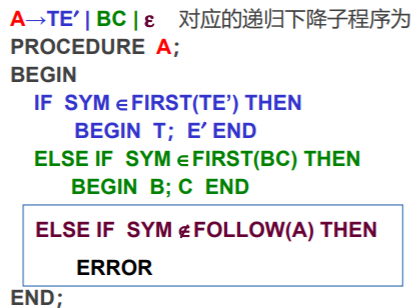 A→TE′ | BC | ε 对应的递归下降子程序为
PROCEDURE A;
BEGIN
IF SYM ∈FIRST(TE') THEN
BEGIN T; E′ END
ELSE IF SYM ∈FIRST(BC) THEN
BEGIN B; C END
ELSE IF SYM ∉FOLLOW(A) THEN
ERROR
END;